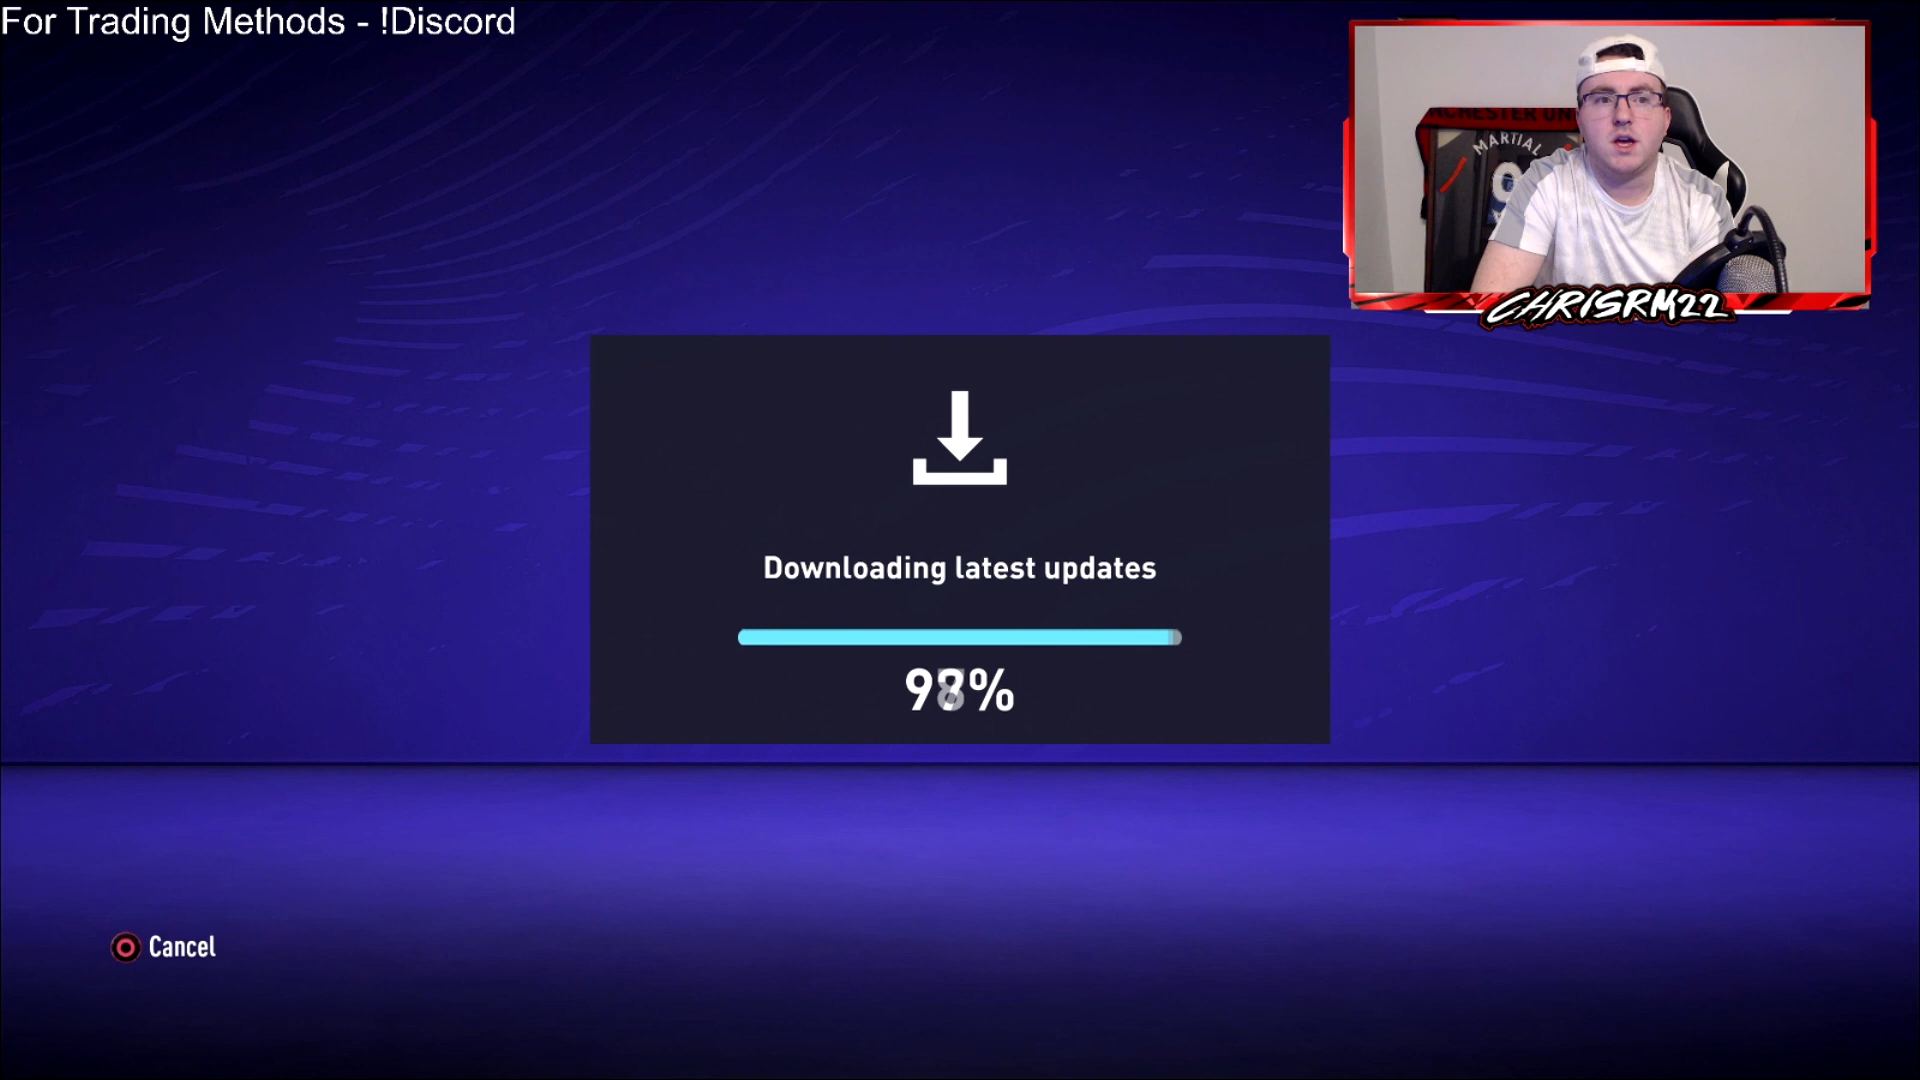 For Trading Methods - !Discord
MARTIAL
CHRISRM22
Downloading latest updates
Cancel